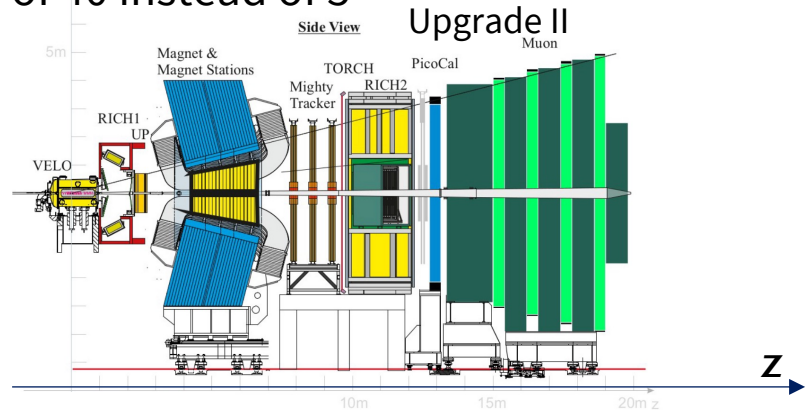 Side View
Upgrade II
5m
Muon
Magnet &
Magnet Stations
PicoCal
TORCH
Mighty
Tracker
RICH2
RICH1
UP
VELO
z
10m
15m
20m z